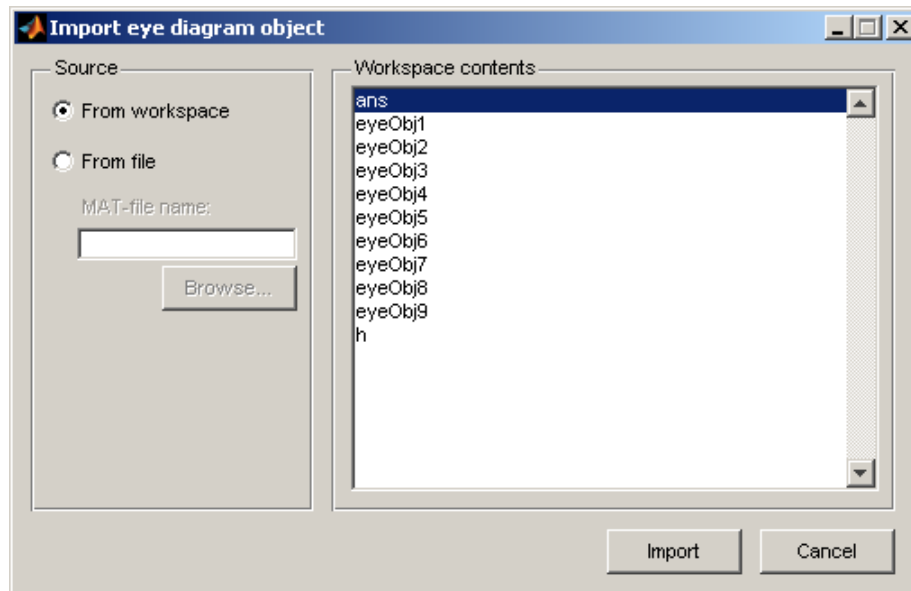 Import eye diagram object
Source
From workspace
From file
MAT-file name:
Browse...
Workspace contents
ans
eyeObj1
eyeObj2
eyeObj3
eyeObj4
eyeObj5
eyeObj6
eyeObj7
eyeObj8
eyeObj9
h
Import
Cancel